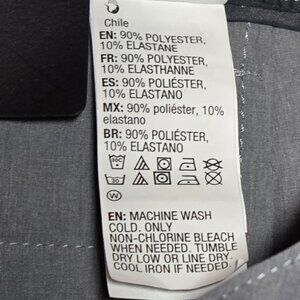 Chile
EN: 90% POLYESTER,
10% ELASTANE
FR: 90% POLYESTER,
10% ELASTHANNE
ES: 90% POLIÉSTER,
10% ELASTANO
MX: 90% poliéster, 10%
elastano
BR: 90% POLIÉSTER,
10% ELASTANO
30
W
EN: MACHINE WASH
COLD. ONLY
NON-CHLORINE BLEACH
WHEN NEEDED. TUMBLE
DRY LOW OR LINE DRY.
COOL IRON IF NEEDED.